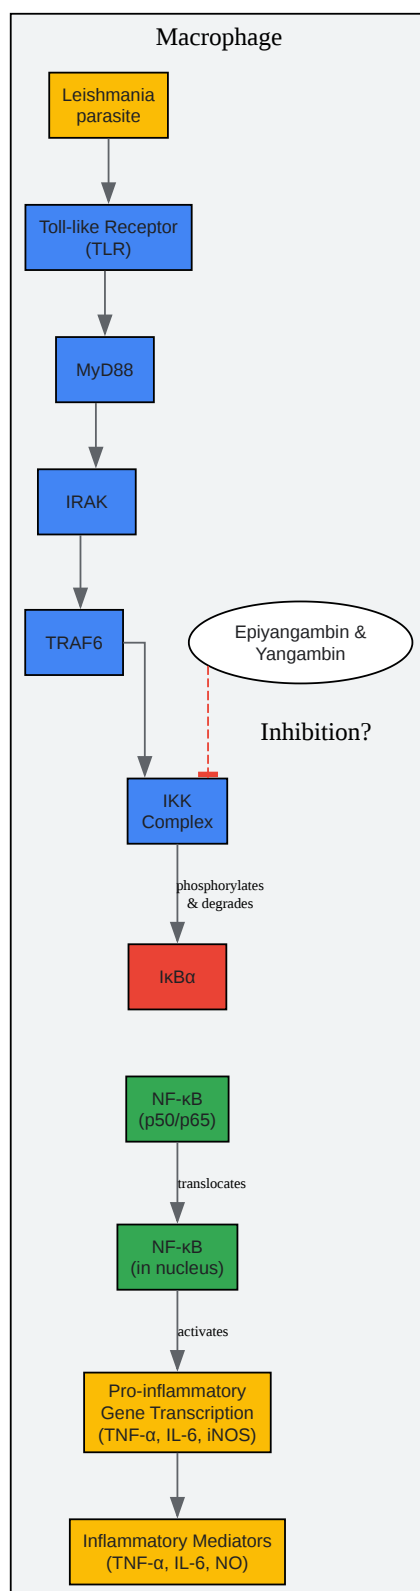 Macrophage
Leishmania
parasite
Toll-like Receptor
(TLR)
MyD88
IRAK
TRAF6
Epiyangambin &
Yangambin
Inhibition?
IKK
Complex
phosphorylates
& degrades
IκBα
NF-κB
(p50/p65)
translocates
NF-κB
(in nucleus)
activates
Pro-inflammatory
Gene Transcription
(TNF-α, IL-6, iNOS)
Inflammatory Mediators
(TNF-α, IL-6, NO)